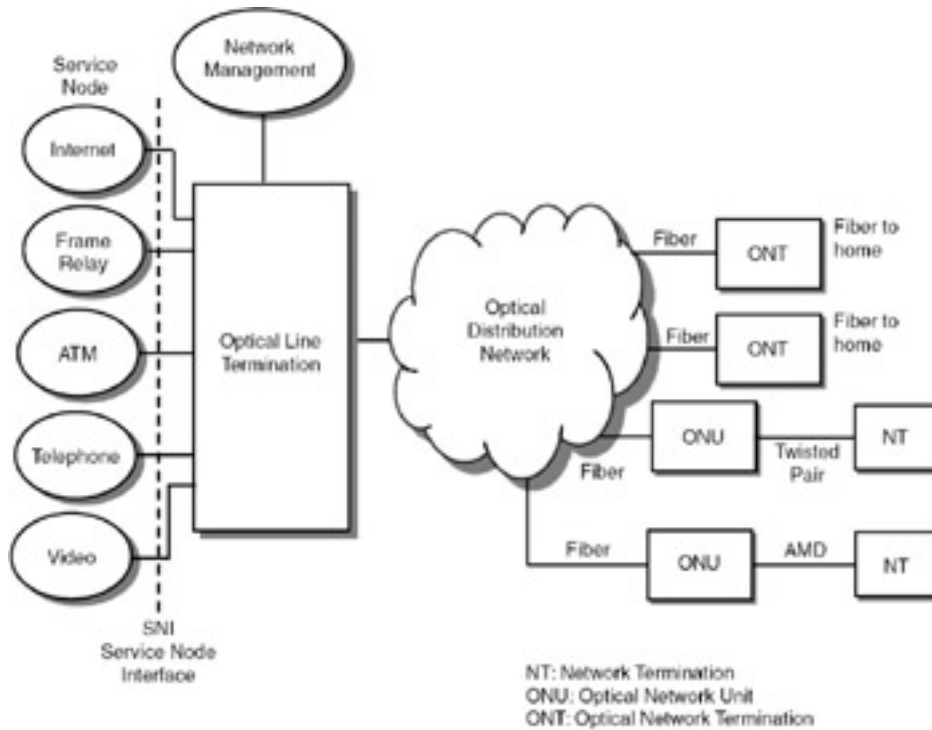 Network
Management
Service
Node
Internet
Frame
Relay
ATM
Telephone
Video
SNI
Service Node
Interface
Optical Line
Termination
Optical
Distribution
Network
Fiber
ONT
Fiber to
home
Fiber
ONT
Fiber to
home
Fiber
ONU
Twisted
Pair
NT
Fiber
ONU
AMD
NT
NT: Network Termination
ONU: Optical Network Unit
ONT: Optical Network Termination